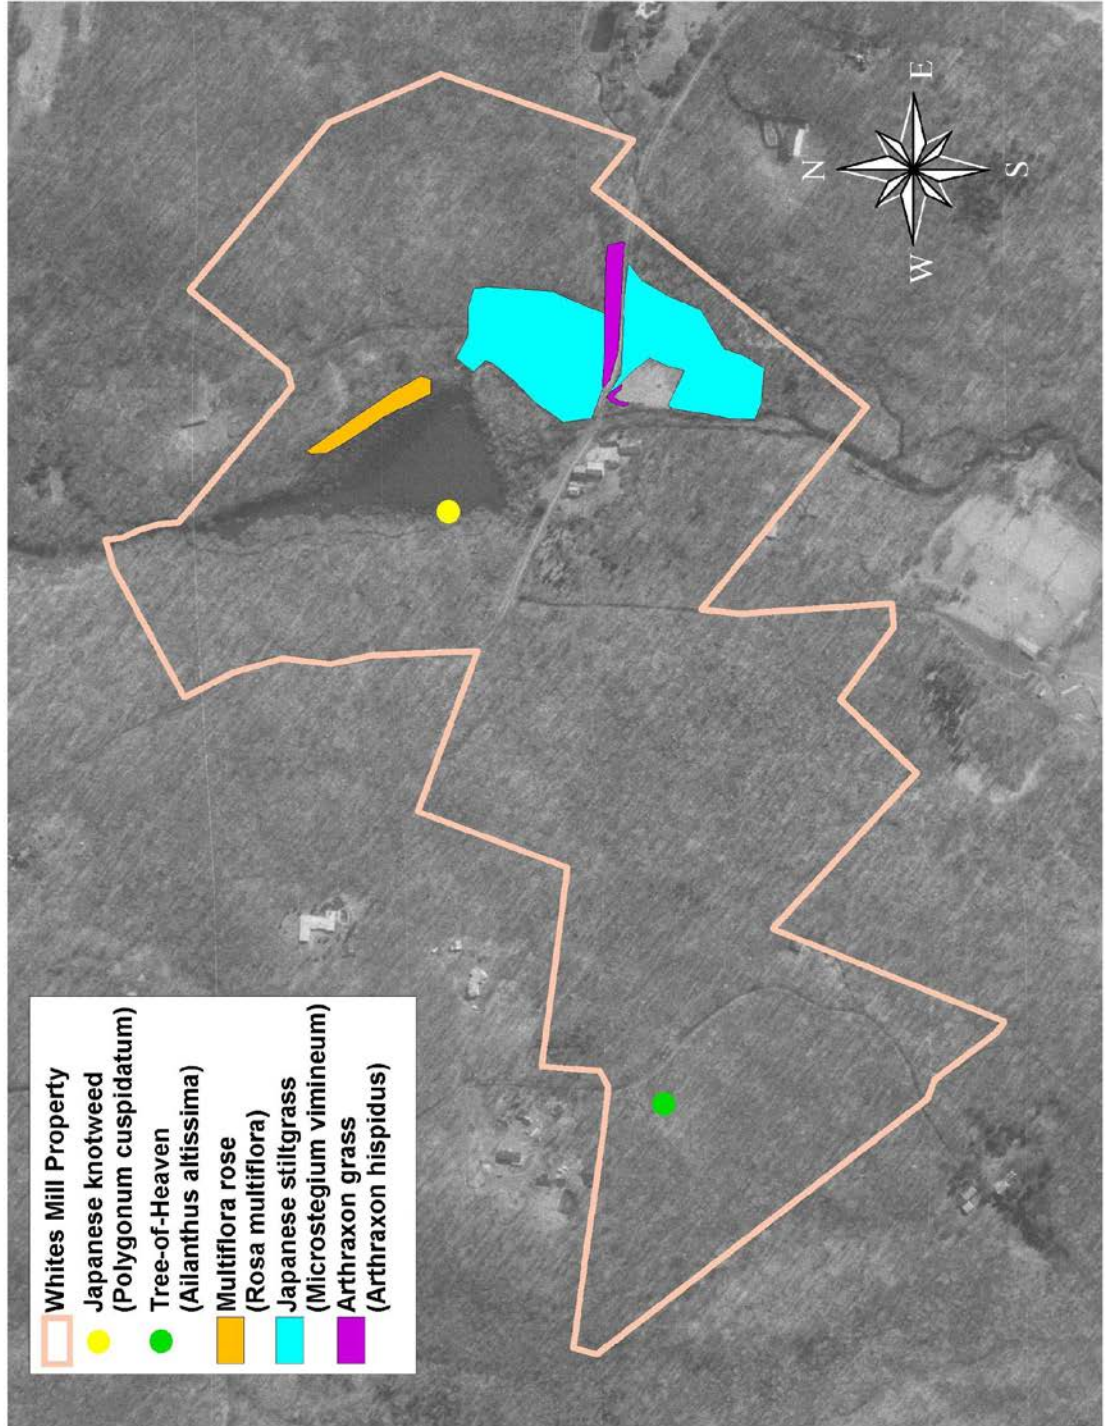 Whites Mill Property
Japanese knotweed
(Polygonum cuspidatum)
Tree-of-Heaven
(Ailanthus altissima)
Multiflora rose
(Rosa multiflora)
Japanese stiltgrass
(Microstegium vimineum)
Arthraxon grass
(Arthraxon hispidus)
N
W
E
S